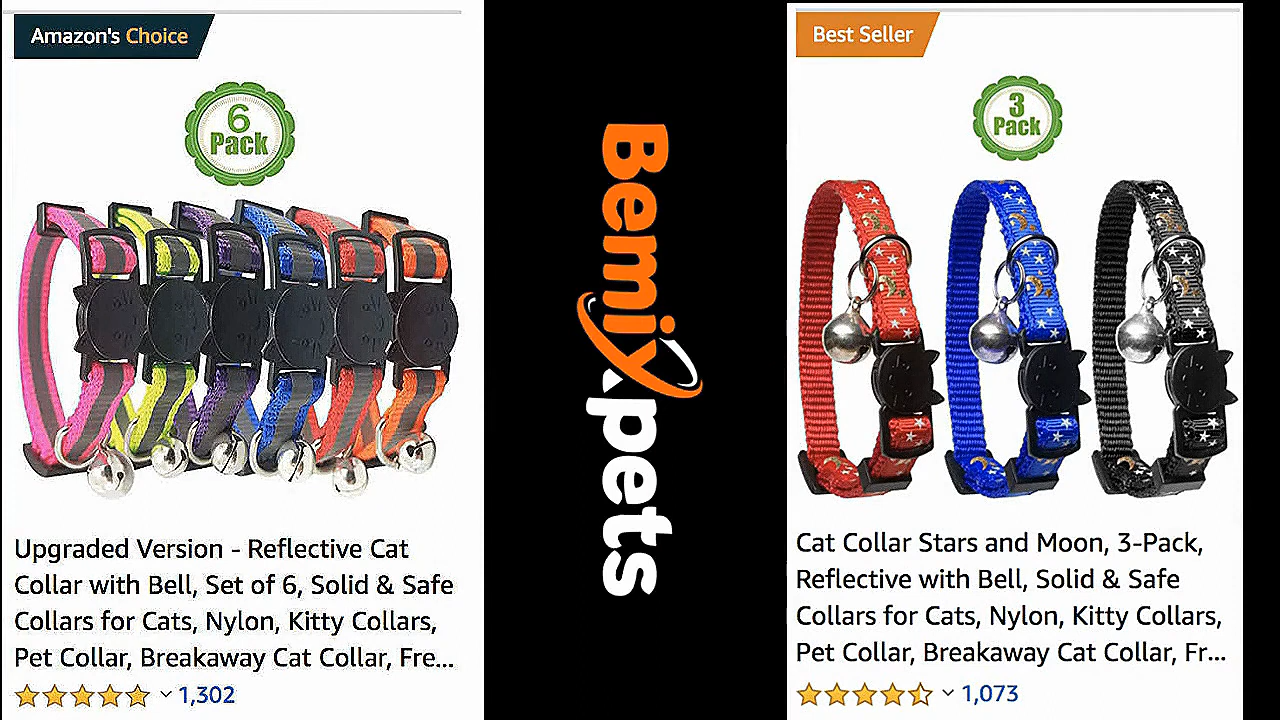 Amazon's Choice
6
Pack
Upgraded Version - Reflective Cat
Collar with Bell, Set of 6, Solid & Safe
Collars for Cats, Nylon, Kitty Collars,
Pet Collar, Breakaway Cat Collar, Fre...
1,302
Bemixpets
Best Seller
3
Pack
Cat Collar Stars and Moon, 3-Pack,
Reflective with Bell, Solid & Safe
Collars for Cats, Nylon, Kitty Collars,
Pet Collar, Breakaway Cat Collar, Fr...
1,073